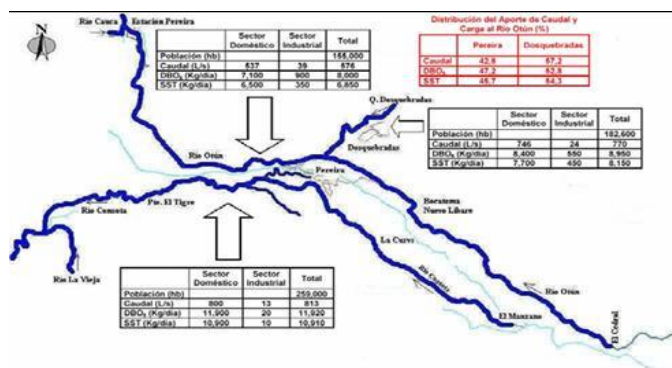 Río Cauca
Estación Pereira
Sector Doméstico Sector Industrial Total
Población (hb) 155,000
Caudal (L/s) 537 39 576
DBO₅ (Kg/día) 7,100 900 8,000
SST (Kg/día) 6,500 350 6,850
Distribución del Aporte de Caudal y
Carga al Río Otún (%)
Pereira Dosquebradas
Caudal 42,8 57,2
DBO₅ 47,2 52,8
SST 45,7 54,3
Q. Dosquebradas
Dosquebradas
Sector Doméstico Sector Industrial Total
Población (hb) 182,600
Caudal (L/s) 746 24 770
DBO₅ (Kg/día) 8,400 550 8,950
SST (Kg/día) 7,700 450 8,150
Río Otún
Pereira
Pte. El Tigre
Río Consota
Bocatoma
Nuevo Libare
La Curva
Río La Vieja
Río Consota
Río Otún
El Manzano
El Cedral
Sector Doméstico Sector Industrial Total
Población (hb) 259,000
Caudal (L/s) 800 13 813
DBO₅ (Kg/día) 11,900 20 11,920
SST (Kg/día) 10,900 10 10,910